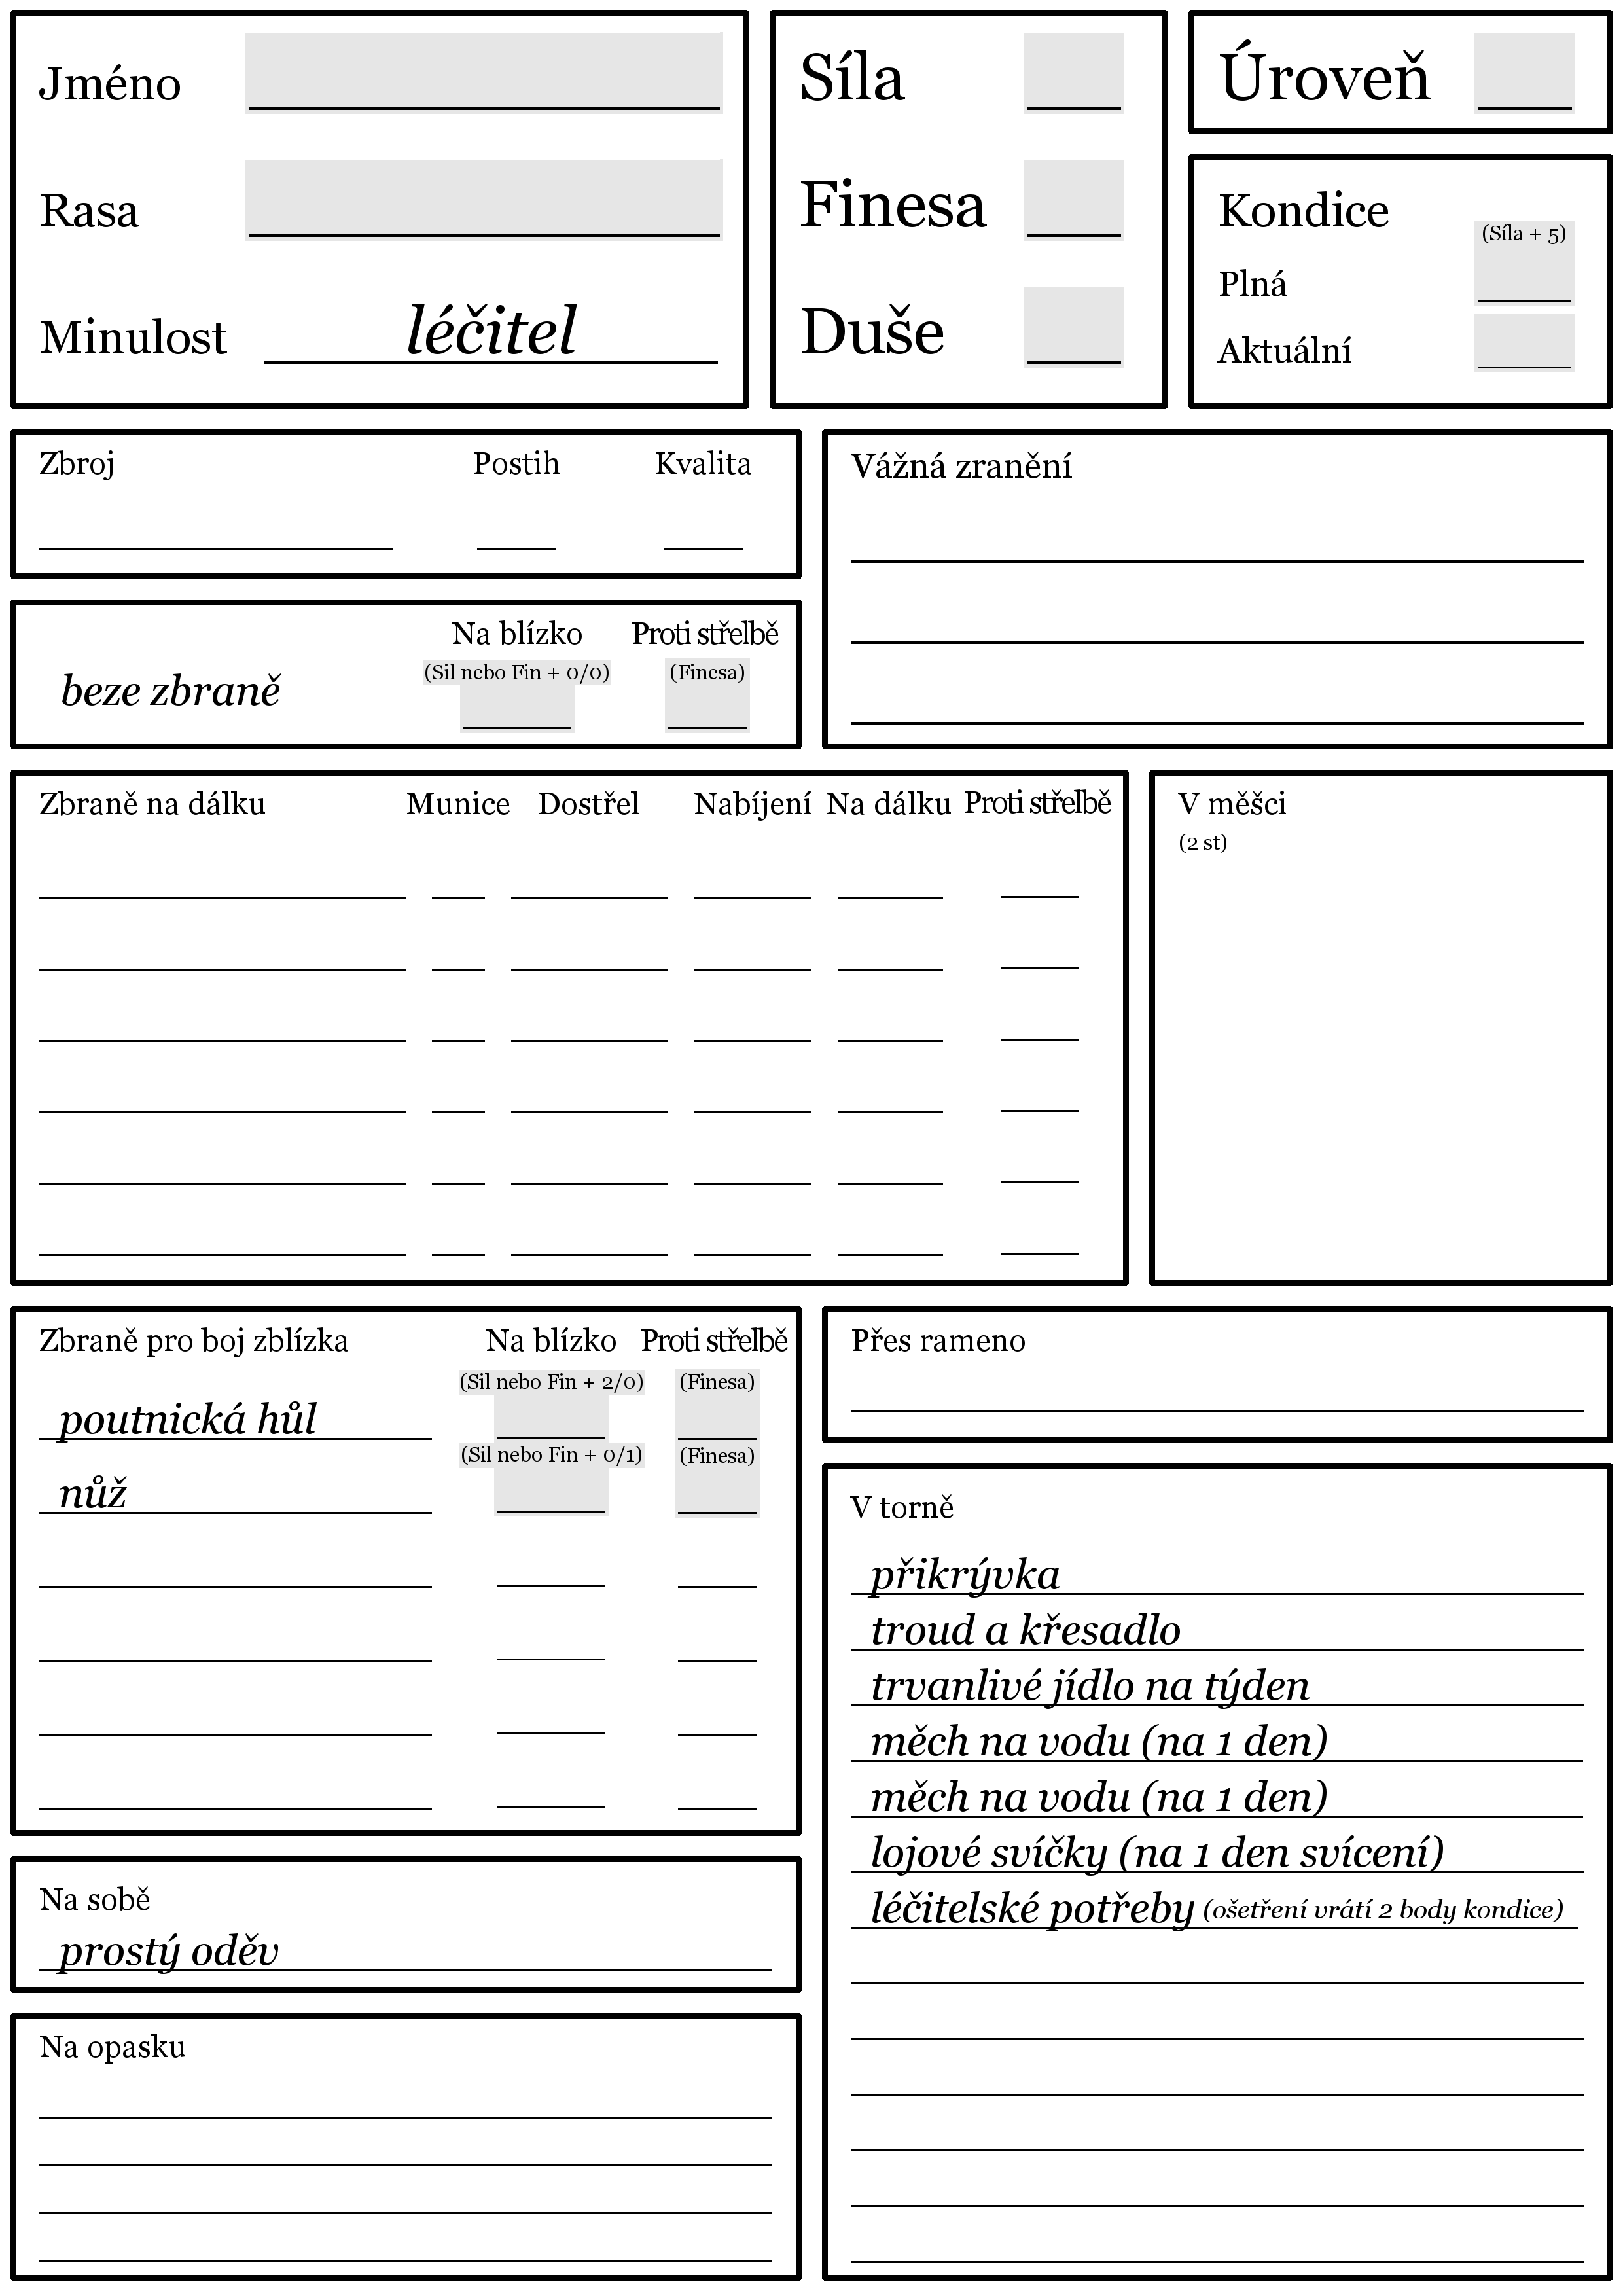 Jméno
Rasa
Minulost léčitel
Síla
Finesa
Duše
Úroveň
Kondice
(Síla + 5)
Plná
Aktuální
Zbroj Postih Kvalita
Vážná zranění
Na blízko Proti střelbě
(Sil nebo Fin + 0/0) (Finesa)
beze zbraně
Zbraně na dálku Munice Dostřel Nabíjení Na dálku Proti střelbě
V měšci
(2 st)
Zbraně pro boj zblízka Na blízko Proti střelbě
(Sil nebo Fin + 2/0) (Finesa)
poutnická hůl
(Sil nebo Fin + 0/1) (Finesa)
nůž
Přes rameno
V torně
přikrývka
troud a křesadlo
trvanlivé jídlo na týden
měch na vodu (na 1 den)
měch na vodu (na 1 den)
lojové svíčky (na 1 den svícení)
léčitelské potřeby (ošetření vrátí 2 body kondice)
Na sobě
prostý oděv
Na opasku